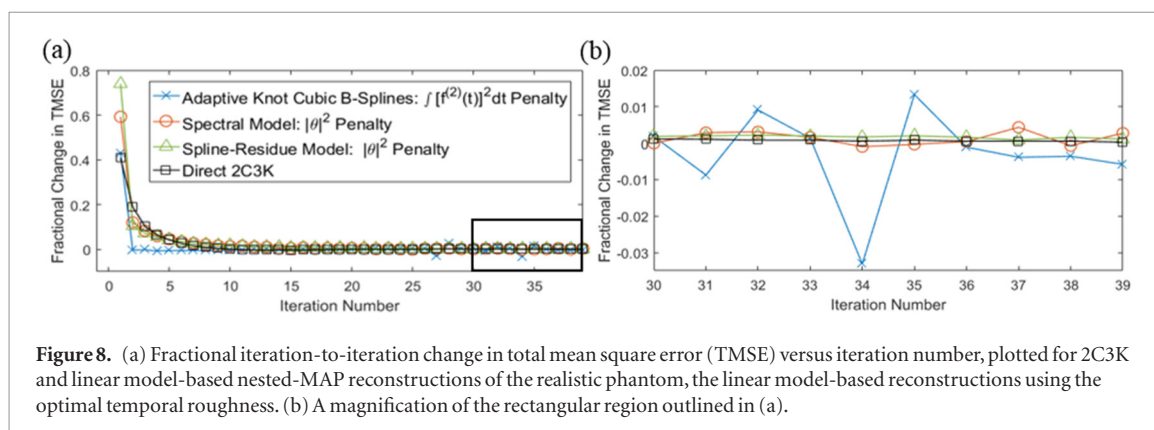 (a)
(b)
Fractional Change in TMSE
0.8
0.6
0.4
0.2
0
Adaptive Knot Cubic B-Splines: ∫[f(2)(t)]2dt Penalty
Spectral Model: |θ|2 Penalty
Spline-Residue Model: |θ|2 Penalty
Direct 2C3K
0 5 10 15 20 25 30 35
Iteration Number
Fractional Change in TMSE
0.02
0.01
0
-0.01
-0.02
-0.03
30 31 32 33 34 35 36 37 38 39
Iteration Number
Figure 8. (a) Fractional iteration-to-iteration change in total mean square error (TMSE) versus iteration number, plotted for 2C3K
and linear model-based nested-MAP reconstructions of the realistic phantom, the linear model-based reconstructions using the
optimal temporal roughness. (b) A magnification of the rectangular region outlined in (a).